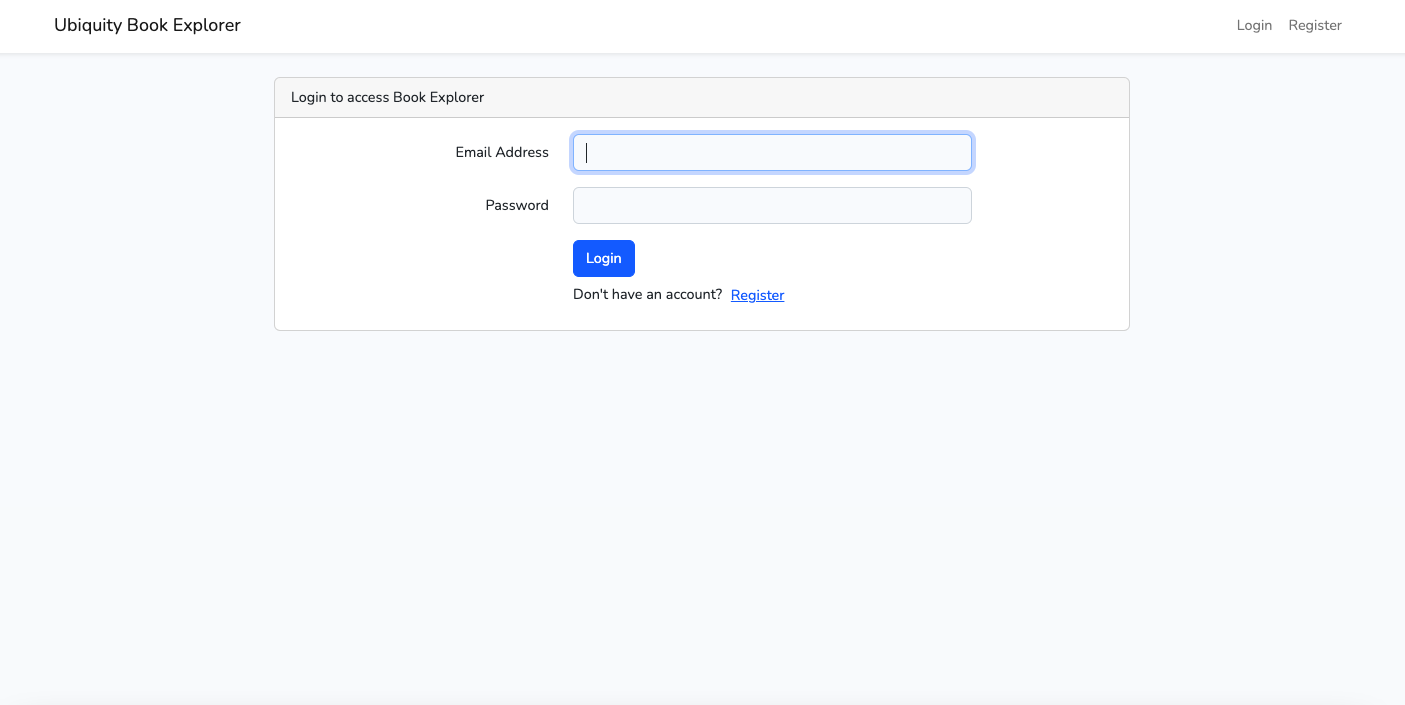 Ubiquity Book Explorer Login Register
Login to access Book Explorer
Email Address
Password
Login
Don't have an account? Register